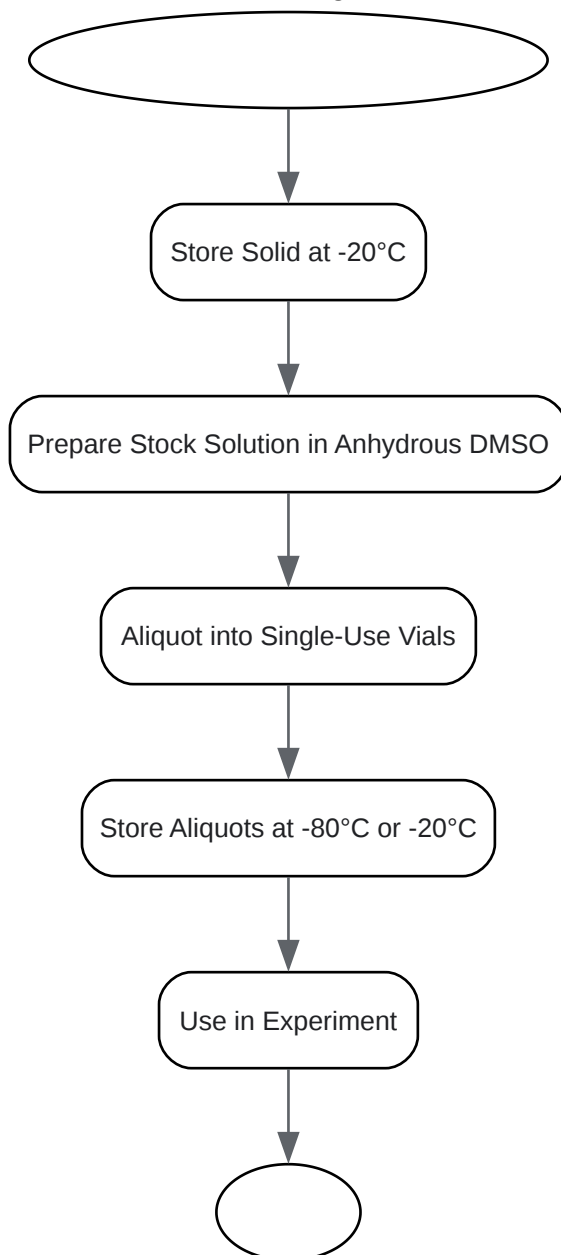 Store Solid at -20°C
Prepare Stock Solution in Anhydrous DMSO
Aliquot into Single-Use Vials
Store Aliquots at -80°C or -20°C
Use in Experiment